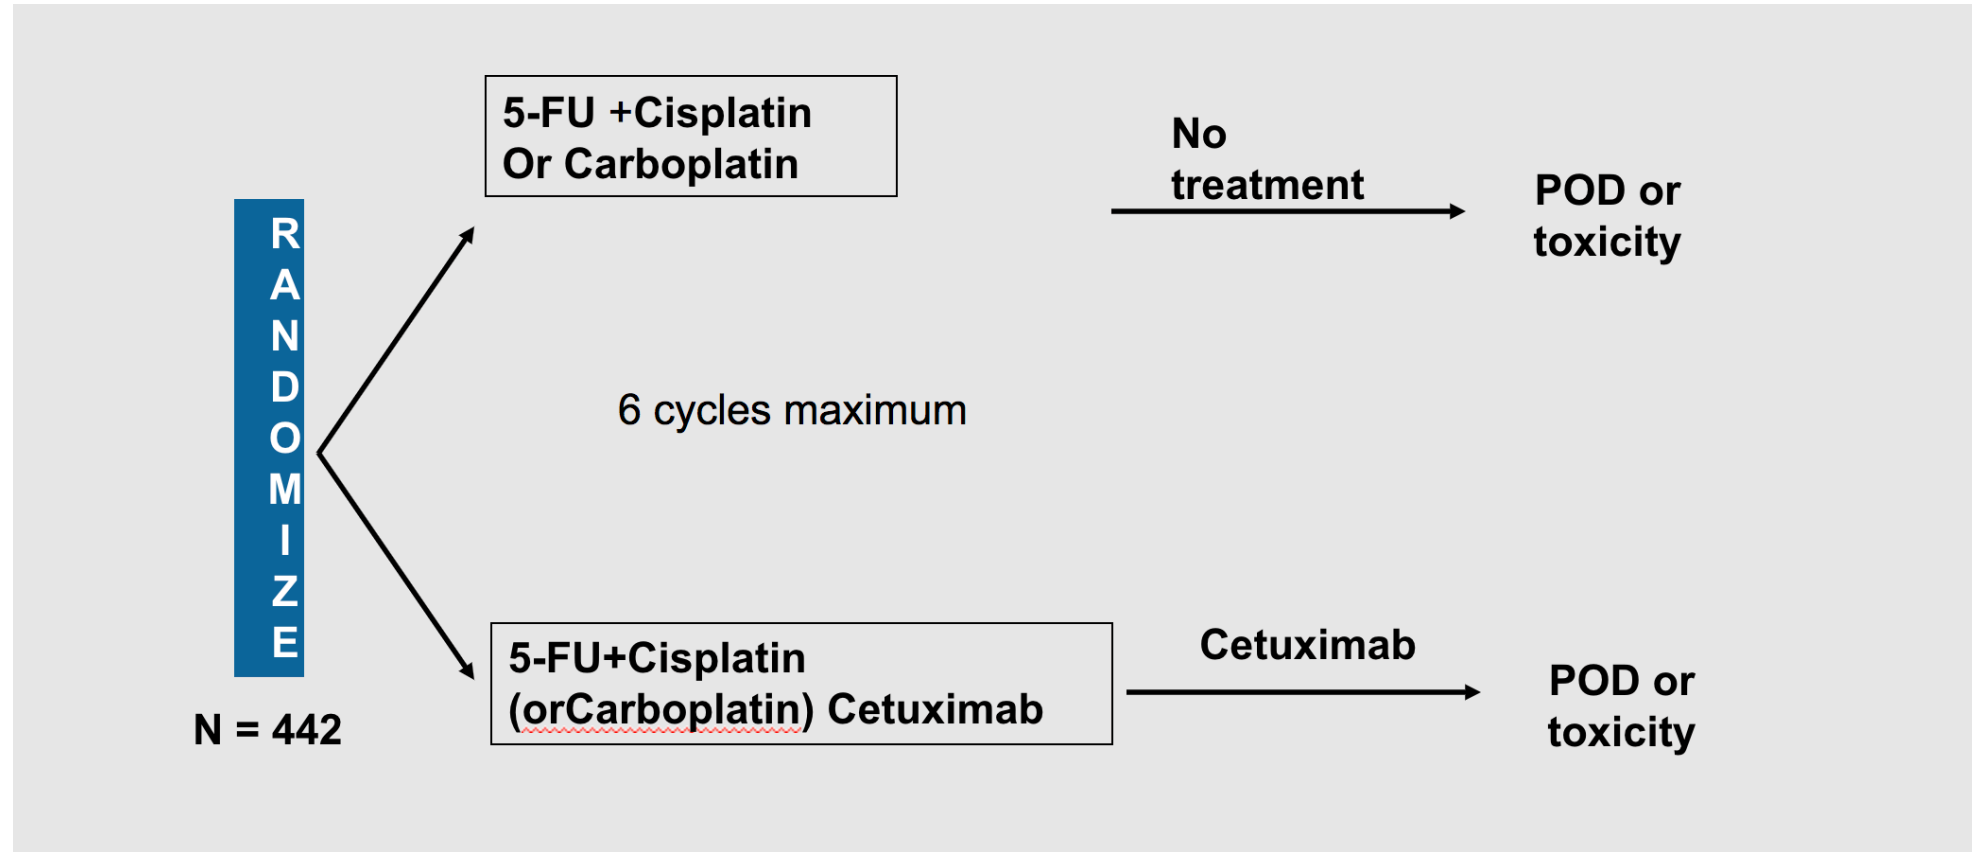 5-FU +Cisplatin
Or Carboplatin
No
treatment
POD or
toxicity
R
A
N
D
O
M
I
Z
E
6 cycles maximum
5-FU+Cisplatin
(orCarboplatin) Cetuximab
Cetuximab
POD or
toxicity
N = 442